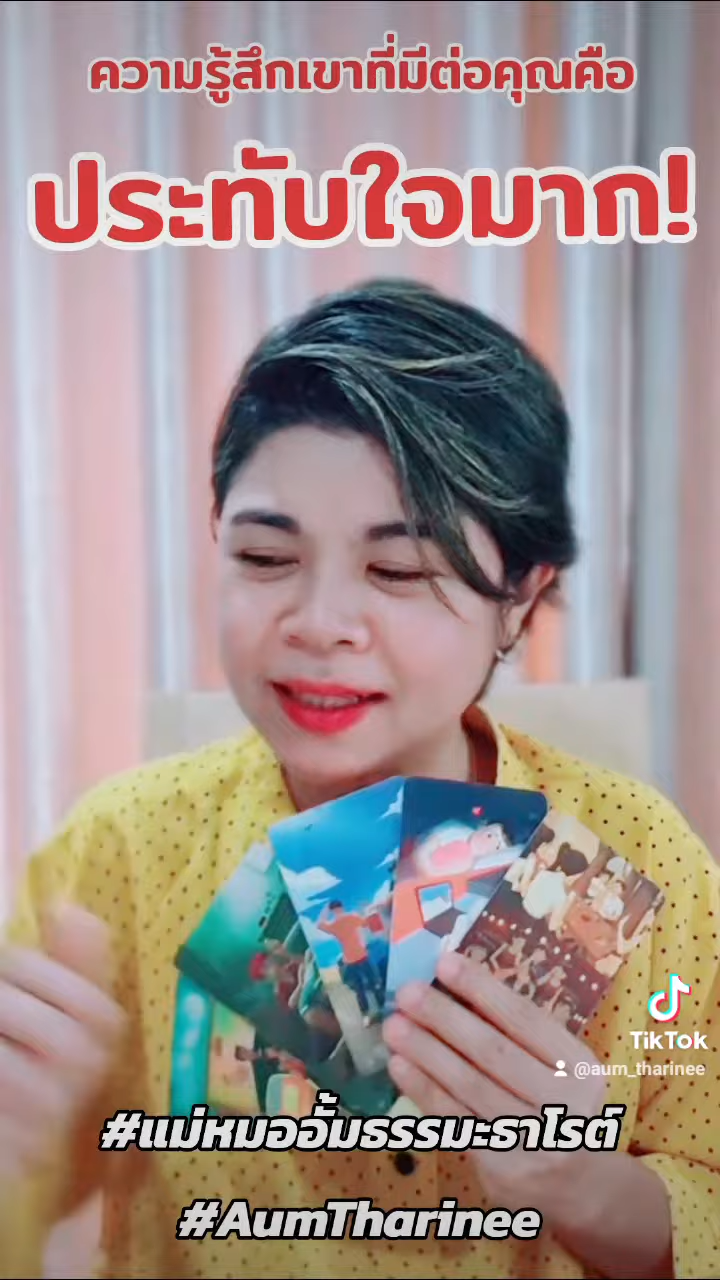 ความรู้สึกเขาที่มีต่อคุณคือ
ประทับใจมาก!
TikTok
@aum_tharinee
#แม่หมออั้มธรรมะธาโรต์
#AumTharinee